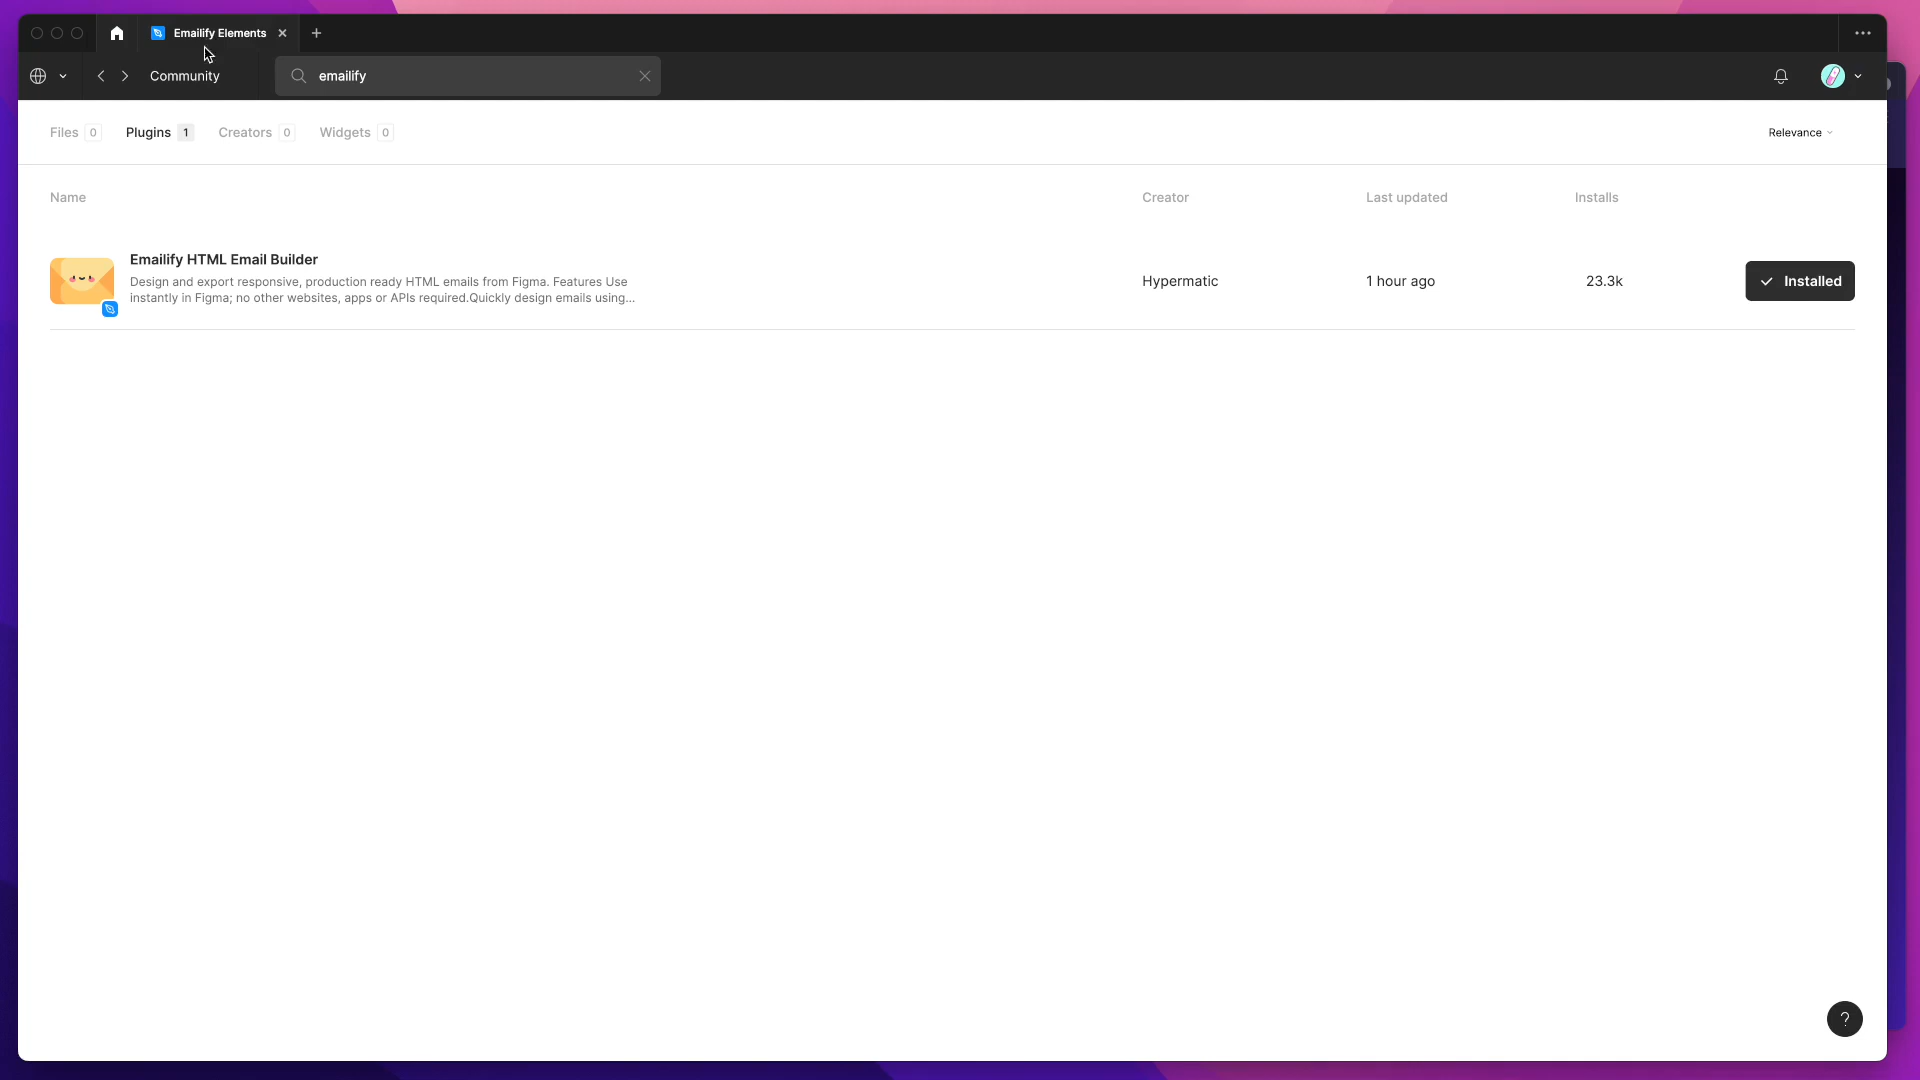 Emailify Elements
Community
emailify
Files 0
Plugins 1
Creators 0
Widgets 0
Relevance
Name
Creator
Last updated
Installs
Emailify HTML Email Builder
Design and export responsive, production ready HTML emails from Figma. Features Use
instantly in Figma; no other websites, apps or APIs required.Quickly design emails using...
Hypermatic
1 hour ago
23.3k
Installed
?